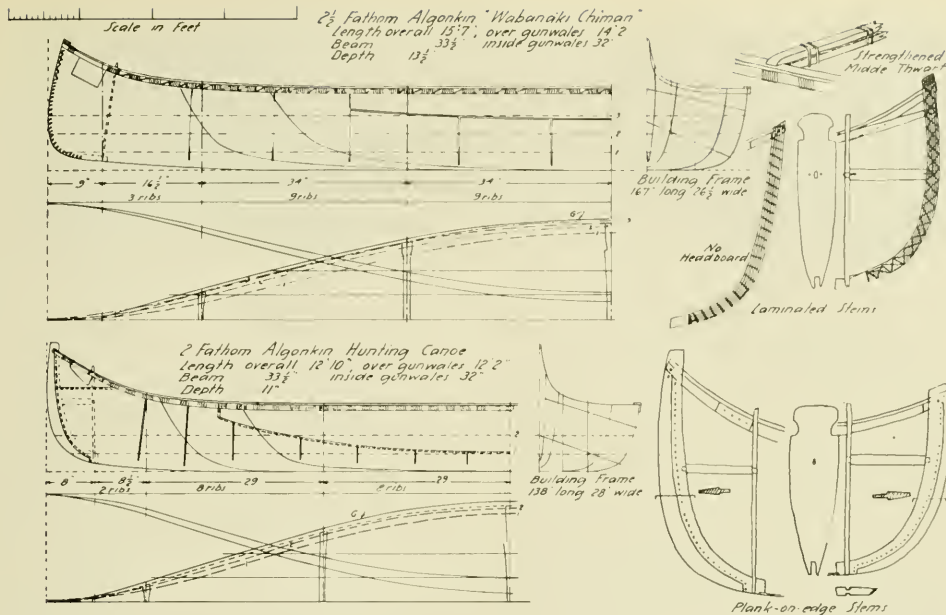 Scale in Feet
2½ Fathom Algonkin "Wabanaki Chiman"
Length overall 15'7", over gunwales 14'2
Beam 33½" inside gunwales 32"
Depth 13½
Strengthened
Middle Thwart
3
2
1
9" 16½" 34" 34"
3 ribs 9 ribs 9 ribs
Building Frame
167" long 26½ wide
No
Headboard
Laminated Stems
2 Fathom Algonkin Hunting Canoe
Length overall 12'10", over gunwales 12'2"
Beam 33½" inside gunwales 32"
Depth 11"
2
8" 8½" 29 29
2 ribs 8 ribs 8 ribs
Building Frame
138" long 28" wide
Plank-on-edge Stems